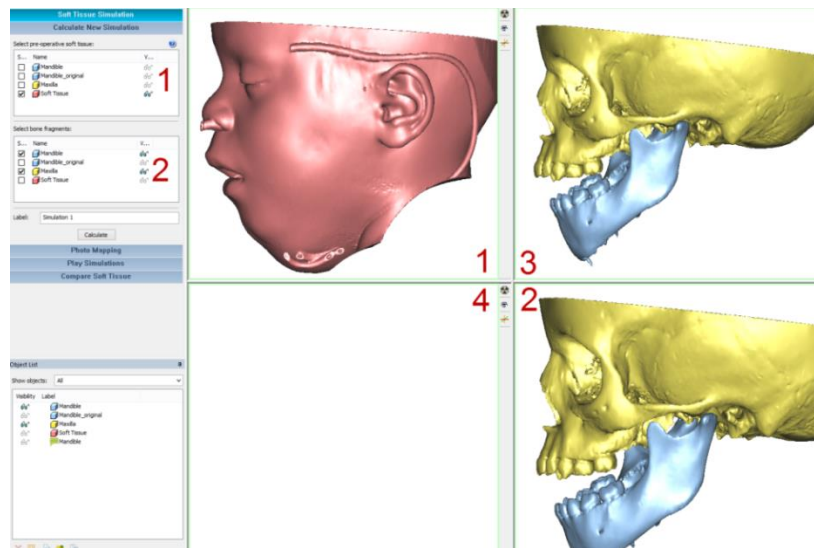 Soft Tissue Simulation
Calculate New Simulation
Select pre-operative soft tissue:
S... Name V...
Mandible
Mandible_original
Maxilla
Soft Tissue
1
Select bone fragments:
S... Name V...
Mandible
Mandible_original
Maxilla
Soft Tissue
2
Label: Simulation 1
Calculate
Photo Mapping
Play Simulations
Compare Soft Tissue
Object List
Show objects: All
Visibility Label
Mandible
Mandible_original
Maxilla
Soft Tissue
Mandible
1
3
4
2